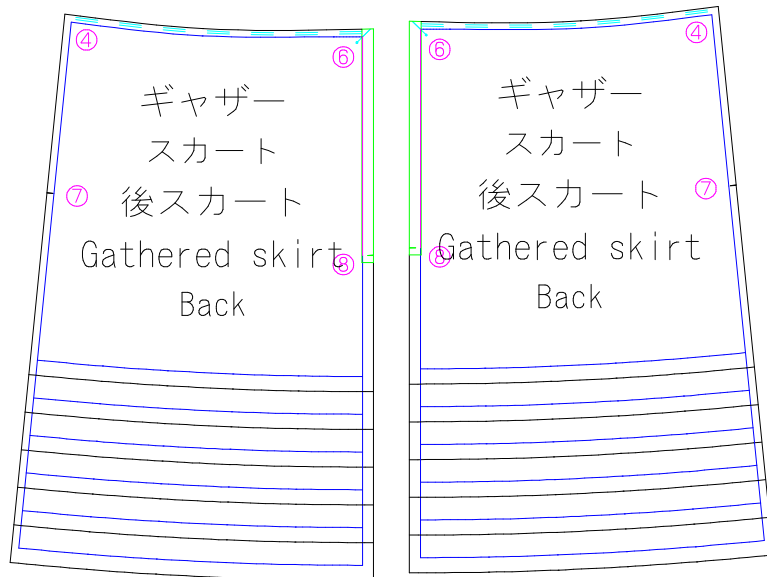 ④
⑥
ギャザー
スカート
⑦
後スカート
Gathered skirt
⑧
Back
④
⑥
ギャザー
スカート
⑦
後スカート
Gathered skirt
⑧
Back